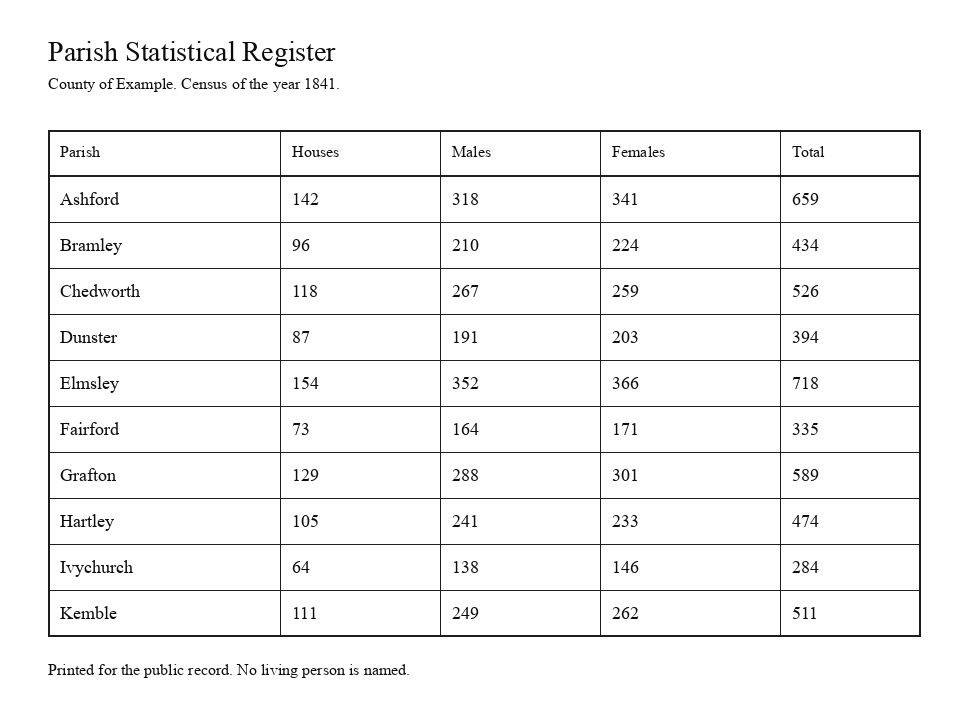 Parish Statistical Register
County of Example. Census of the year 1841.
Parish Houses Males Females Total
Ashford 142 318 341 659
Bramley 96 210 224 434
Chedworth 118 267 259 526
Dunster 87 191 203 394
Elmsley 154 352 366 718
Fairford 73 164 171 335
Grafton 129 288 301 589
Hartley 105 241 233 474
Ivychurch 64 138 146 284
Kemble 111 249 262 511
Printed for the public record. No living person is named.